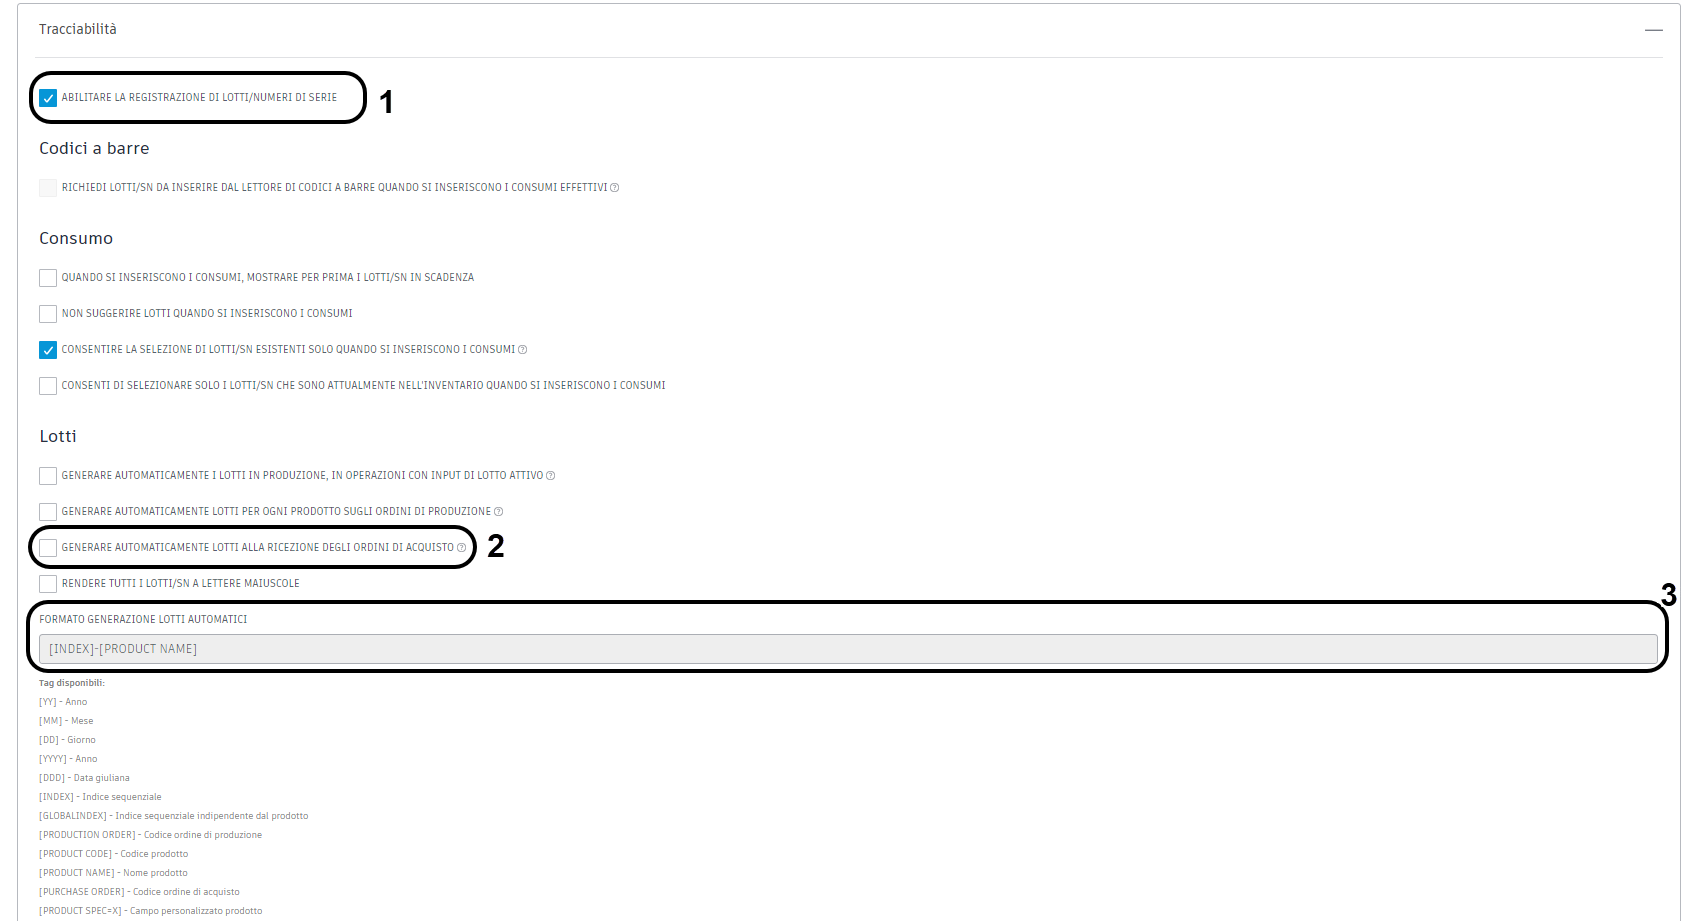 Tracciabilità
ABILITARE LA REGISTRAZIONE DI LOTTI/NUMERI DI SERIE
1
Codici a barre
RICHIEDI LOTTI/SN DA INSERIRE DAL LETTORE DI CODICI A BARRE QUANDO SI INSERISCONO I CONSUMI EFFETTIVI
Consumo
QUANDO SI INSERISCONO I CONSUMI, MOSTRARE PER PRIMA I LOTTI/SN IN SCADENZA
NON SUGGERIRE LOTTI QUANDO SI INSERISCONO I CONSUMI
CONSENTIRE LA SELEZIONE DI LOTTI/SN ESISTENTI SOLO QUANDO SI INSERISCONO I CONSUMI
CONSENTI DI SELEZIONARE SOLO I LOTTI/SN CHE SONO ATTUALMENTE NELL'INVENTARIO QUANDO SI INSERISCONO I CONSUMI
Lotti
GENERARE AUTOMATICAMENTE I LOTTI IN PRODUZIONE, IN OPERAZIONI CON INPUT DI LOTTO ATTIVO
GENERARE AUTOMATICAMENTE LOTTI PER OGNI PRODOTTO SUGLI ORDINI DI PRODUZIONE
GENERARE AUTOMATICAMENTE LOTTI ALLA RICEZIONE DEGLI ORDINI DI ACQUISTO
2
RENDERE TUTTI I LOTTI/SN A LETTERE MAIUSCOLE
3
FORMATO GENERAZIONE LOTTI AUTOMATICI
[INDEX]-[PRODUCT NAME]
Tag disponibili:
[YY] - Anno
[MM] - Mese
[DD] - Giorno
[YYYY] - Anno
[DDD] - Data giuliana
[INDEX] - Indice sequenziale
[GLOBALINDEX] - Indice sequenziale indipendente dal prodotto
[PRODUCTION ORDER] - Codice ordine di produzione
[PRODUCT CODE] - Codice prodotto
[PRODUCT NAME] - Nome prodotto
[PURCHASE ORDER] - Codice ordine di acquisto
[PRODUCT SPEC=X] - Campo personalizzato prodotto